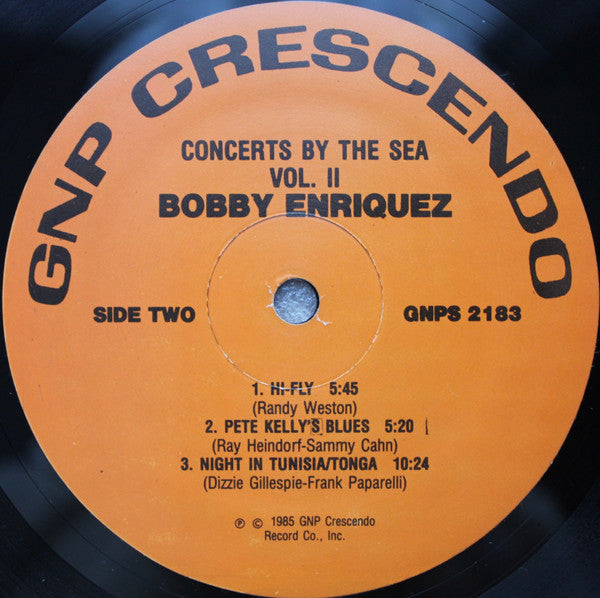 GNP CRESCENDO
CONCERTS BY THE SEA
VOL. II
BOBBY ENRIQUEZ
SIDE TWO
GNPS 2183
1. HI-FLY 5:45
(Randy Weston)
2. PETE KELLY'S BLUES 5:20
(Ray Heindorf-Sammy Cahn)
3. NIGHT IN TUNISIA/TONGA 10:24
(Dizzie Gillespie-Frank Paparelli)
℗ © 1985 GNP Crescendo
Record Co., Inc.